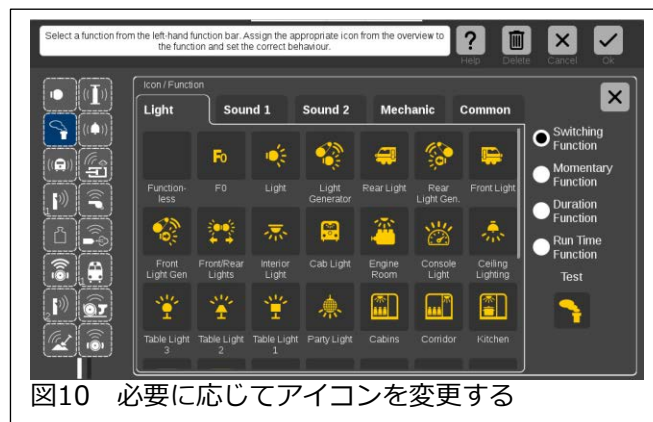 Select a function from the left-hand function bar. Assign the appropriate icon from the overview to
the function and set the correct behaviour.
?
Help
Delete
Cancel
Ok
Icon / Function
Light
Sound 1
Sound 2
Mechanic
Common
Switching
Function
Momentary
Function
Duration
Function
Run Time
Function
Test
F0
Function-
less
F0
Light
Light
Generator
Rear Light
Rear
Light Gen.
Front Light
Front
Light Gen
Front/Rear
Lights
Interior
Light
Cab Light
Engine
Room
Console
Light
Ceiling
Lighting
Table Light
3
Table Light
2
Table Light
1
Party Light
Cabins
Corridor
Kitchen
図10 必要に応じてアイコンを変更する